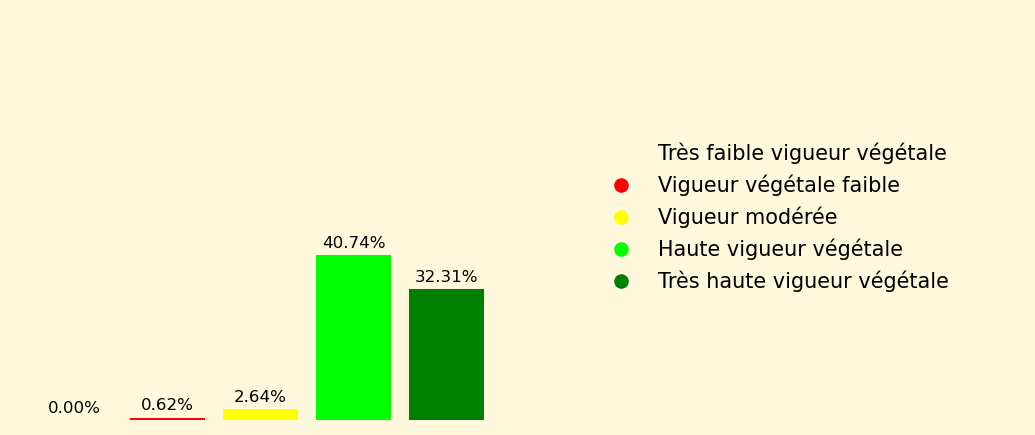 0.00%
0.62%
2.64%
40.74%
32.31%
Très faible vigueur végétale
Vigueur végétale faible
Vigueur modérée
Haute vigueur végétale
Très haute vigueur végétale